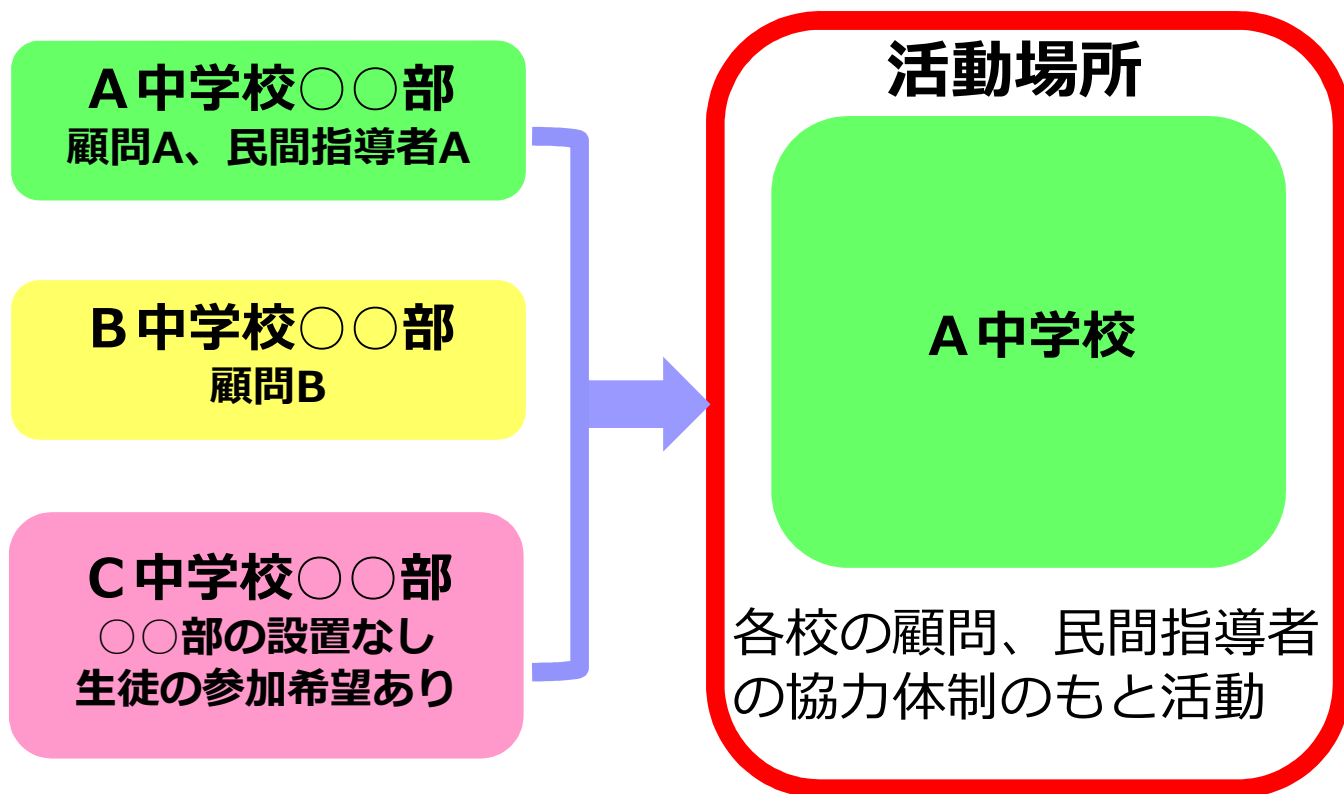 A中学校○○部
顧問A、民間指導者A
B中学校○○部
顧問B
C中学校○○部
○○部の設置なし
生徒の参加希望あり
活動場所
A中学校
各校の顧問、民間指導者
の協力体制のもと活動